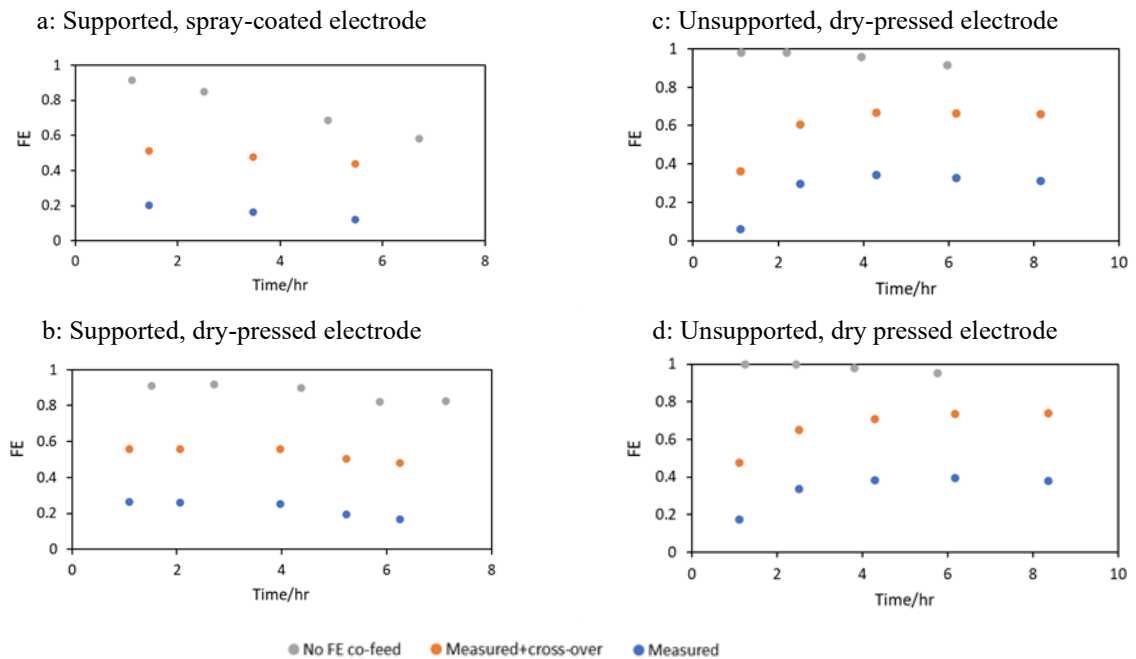 a: Supported, spray-coated electrode
1
0.8
0.6
0.4
0.2
0
FE
0 2 4 6 8
Time/hr
c: Unsupported, dry-pressed electrode
1
0.8
0.6
0.4
0.2
0
FE
0 2 4 6 8 10
Time/hr
b: Supported, dry-pressed electrode
1
0.8
0.6
0.4
0.2
0
FE
0 2 4 6 8
Time/hr
d: Unsupported, dry pressed electrode
1
0.8
0.6
0.4
0.2
0
FE
0 2 4 6 8 10
Time/hr
No FE co-feed Measured+cross-over Measured